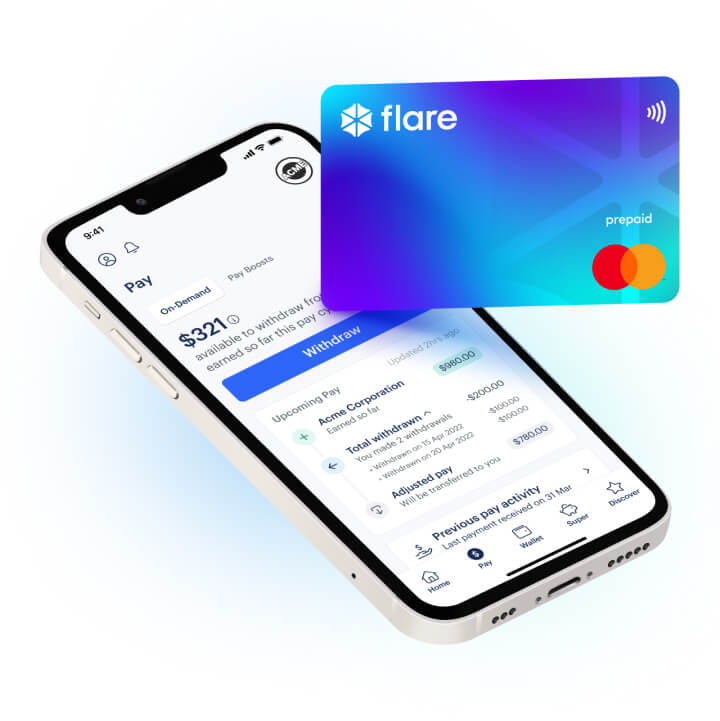 flare
prepaid
9:41
ACME
Pay
On-Demand
Pay Boosts
$321
available to withdraw
earned so far this pay
Withdraw
Upcoming Pay
Updated 2hrs ago
Acme Corporation
$980.00
Earned so far
Total withdrawn
-$200.00
You made 2 withdrawals
• Withdrawn on 15 Apr 2022
-$100.00
• Withdrawn on 20 Apr 2022
-$100.00
Adjusted pay
$780.00
Will be transferred to you
Previous pay activity
Last payment received on 31 Mar
Home
Pay
Wallet
Super
Discover